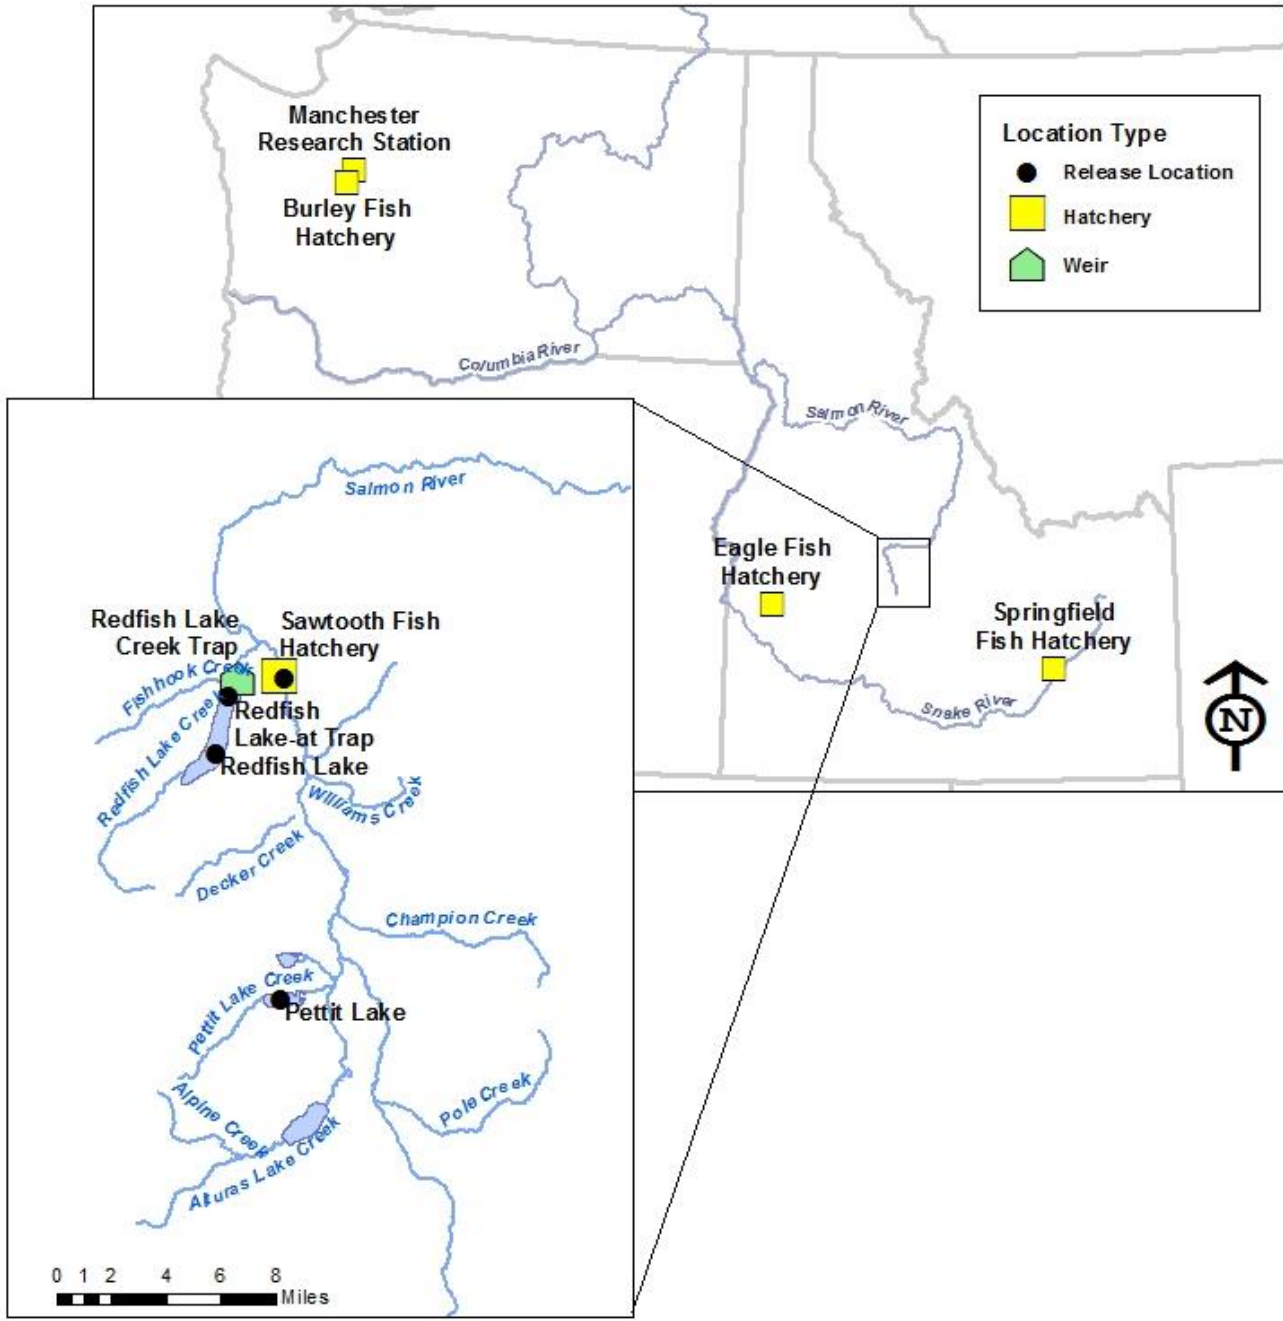 Manchester
Research Station
Burley Fish
Hatchery
Location Type
Release Location
Hatchery
Weir
Columbia River
Salmon River
Eagle Fish
Hatchery
Springfield
Fish Hatchery
Snake River
N
Salmon River
Redfish Lake
Creek Trap
Sawtooth Fish
Hatchery
Fishhook Creek
Redfish Lake Creek
Redfish
Lake-at Trap
Redfish Lake
Williams Creek
Decker Creek
Champion Creek
Pettit Lake Creek
Pettit Lake
Alpine Creek
Pole Creek
Alturas Lake Creek
0 1 2 4 6 8
Miles